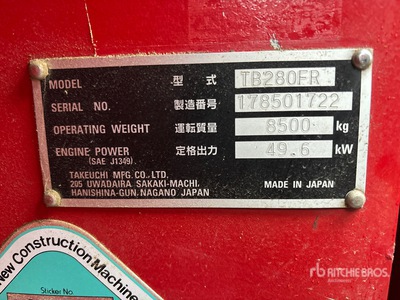 MODEL 型 式 TB280FR
SERIAL NO. 製造番号 178501722
OPERATING WEIGHT 運転質量 8500 kg
ENGINE POWER 定格出力 49.6 kW
(SAE J1349)
TAKEUCHI MFG.CO., LTD.
205 UWADAIRA SAKAKI-MACHI, MADE IN JAPAN
HANISHINA-GUN, NAGANO JAPAN
New Construction Machine
Sticker No
rb RITCHIE BROS.